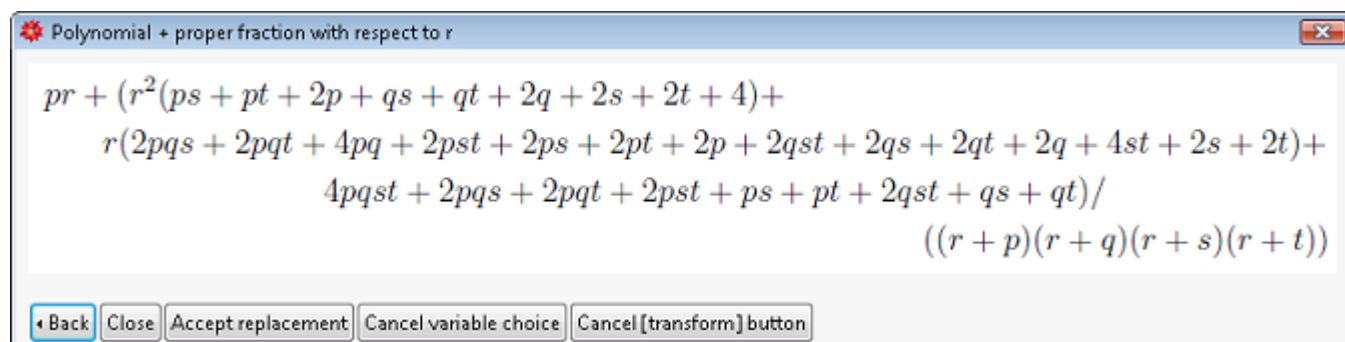 Polynomial + proper fraction with respect to r
pr + (r²(ps + pt + 2p + qs + qt + 2q + 2s + 2t + 4)+
r(2pqs + 2pqt + 4pq + 2pst + 2ps + 2pt + 2p + 2qst + 2qs + 2qt + 2q + 4st + 2s + 2t)+
4pqst + 2pqs + 2pqt + 2pst + ps + pt + 2qst + qs + qt)/
((r + p)(r + q)(r + s)(r + t))
Back Close Accept replacement Cancel variable choice Cancel [transform] button